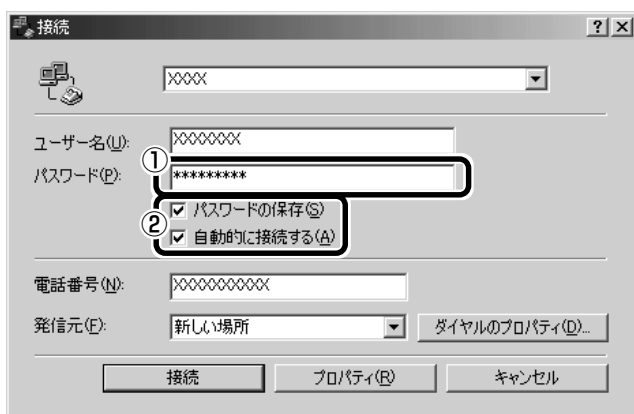 接続
XXXX
ユーザー名(U):
XXXXXXX
①
パスワード(P):
*********
②
パスワードの保存(S)
自動的に接続する(A)
電話番号(N):
XXXXXXXXXX
発信元(F):
新しい場所
ダイヤルのプロパティ(D)...
接続
プロパティ(R)
キャンセル